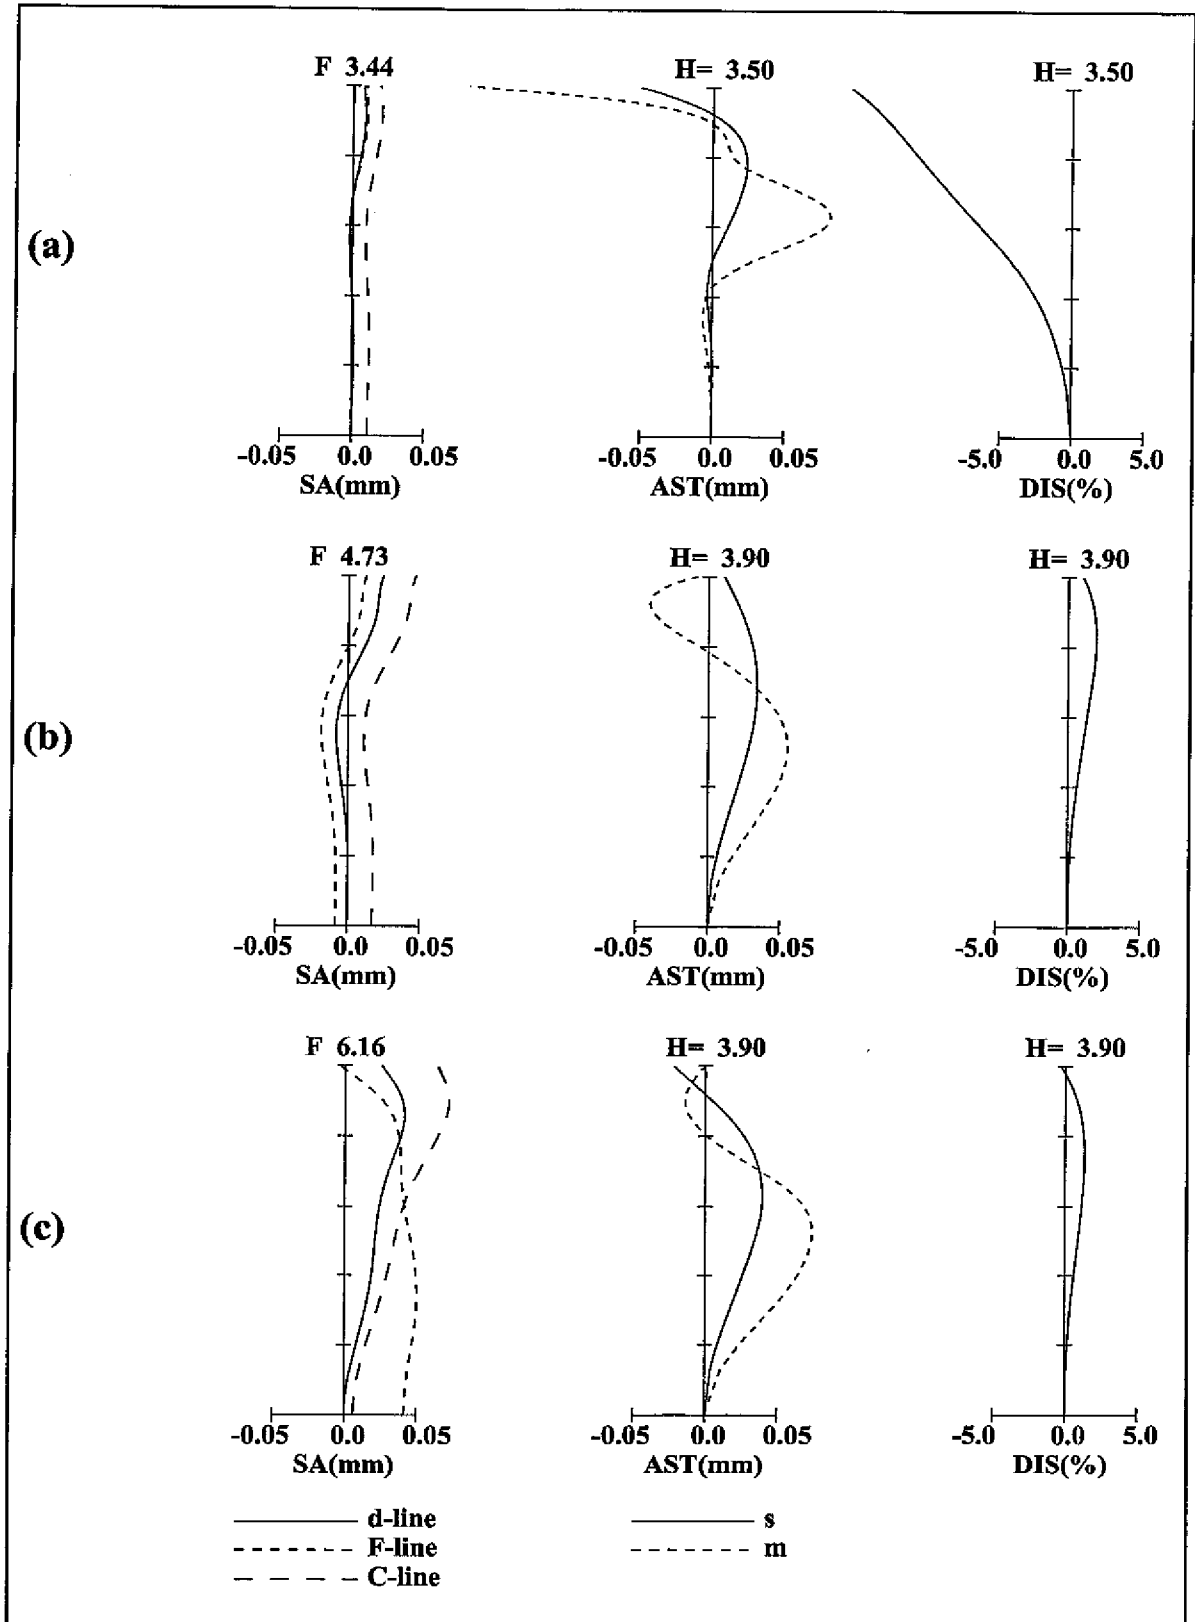 F 3.44 H= 3.50 H= 3.50
(a)
-0.05 0.0 0.05 -0.05 0.0 0.05 -5.0 0.0 5.0
SA(mm) AST(mm) DIS(%)
F 4.73 H= 3.90 H= 3.90
(b)
-0.05 0.0 0.05 -0.05 0.0 0.05 -5.0 0.0 5.0
SA(mm) AST(mm) DIS(%)
F 6.16 H= 3.90 H= 3.90
(c)
-0.05 0.0 0.05 -0.05 0.0 0.05 -5.0 0.0 5.0
SA(mm) AST(mm) DIS(%)
d-line s
F-line m
C-line